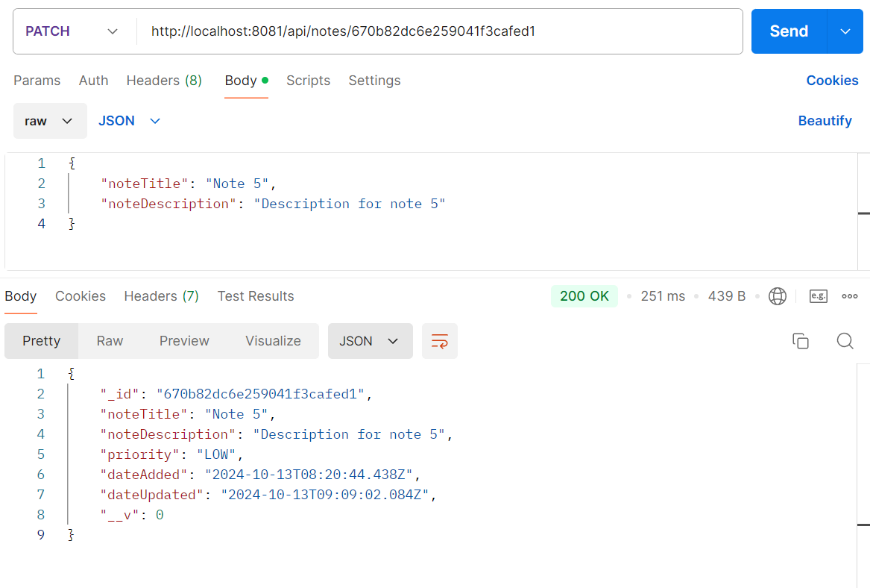 PATCH http://localhost:8081/api/notes/670b82dc6e259041f3cafed1 Send
Params Auth Headers (8) Body Scripts Settings Cookies
raw JSON Beautify
1 {
2 "noteTitle": "Note 5",
3 "noteDescription": "Description for note 5"
4 }
Body Cookies Headers (7) Test Results 200 OK 251 ms 439 B e.g.
Pretty Raw Preview Visualize JSON
1 {
2 "_id": "670b82dc6e259041f3cafed1",
3 "noteTitle": "Note 5",
4 "noteDescription": "Description for note 5",
5 "priority": "LOW",
6 "dateAdded": "2024-10-13T08:20:44.438Z",
7 "dateUpdated": "2024-10-13T09:09:02.084Z",
8 "__v": 0
9 }